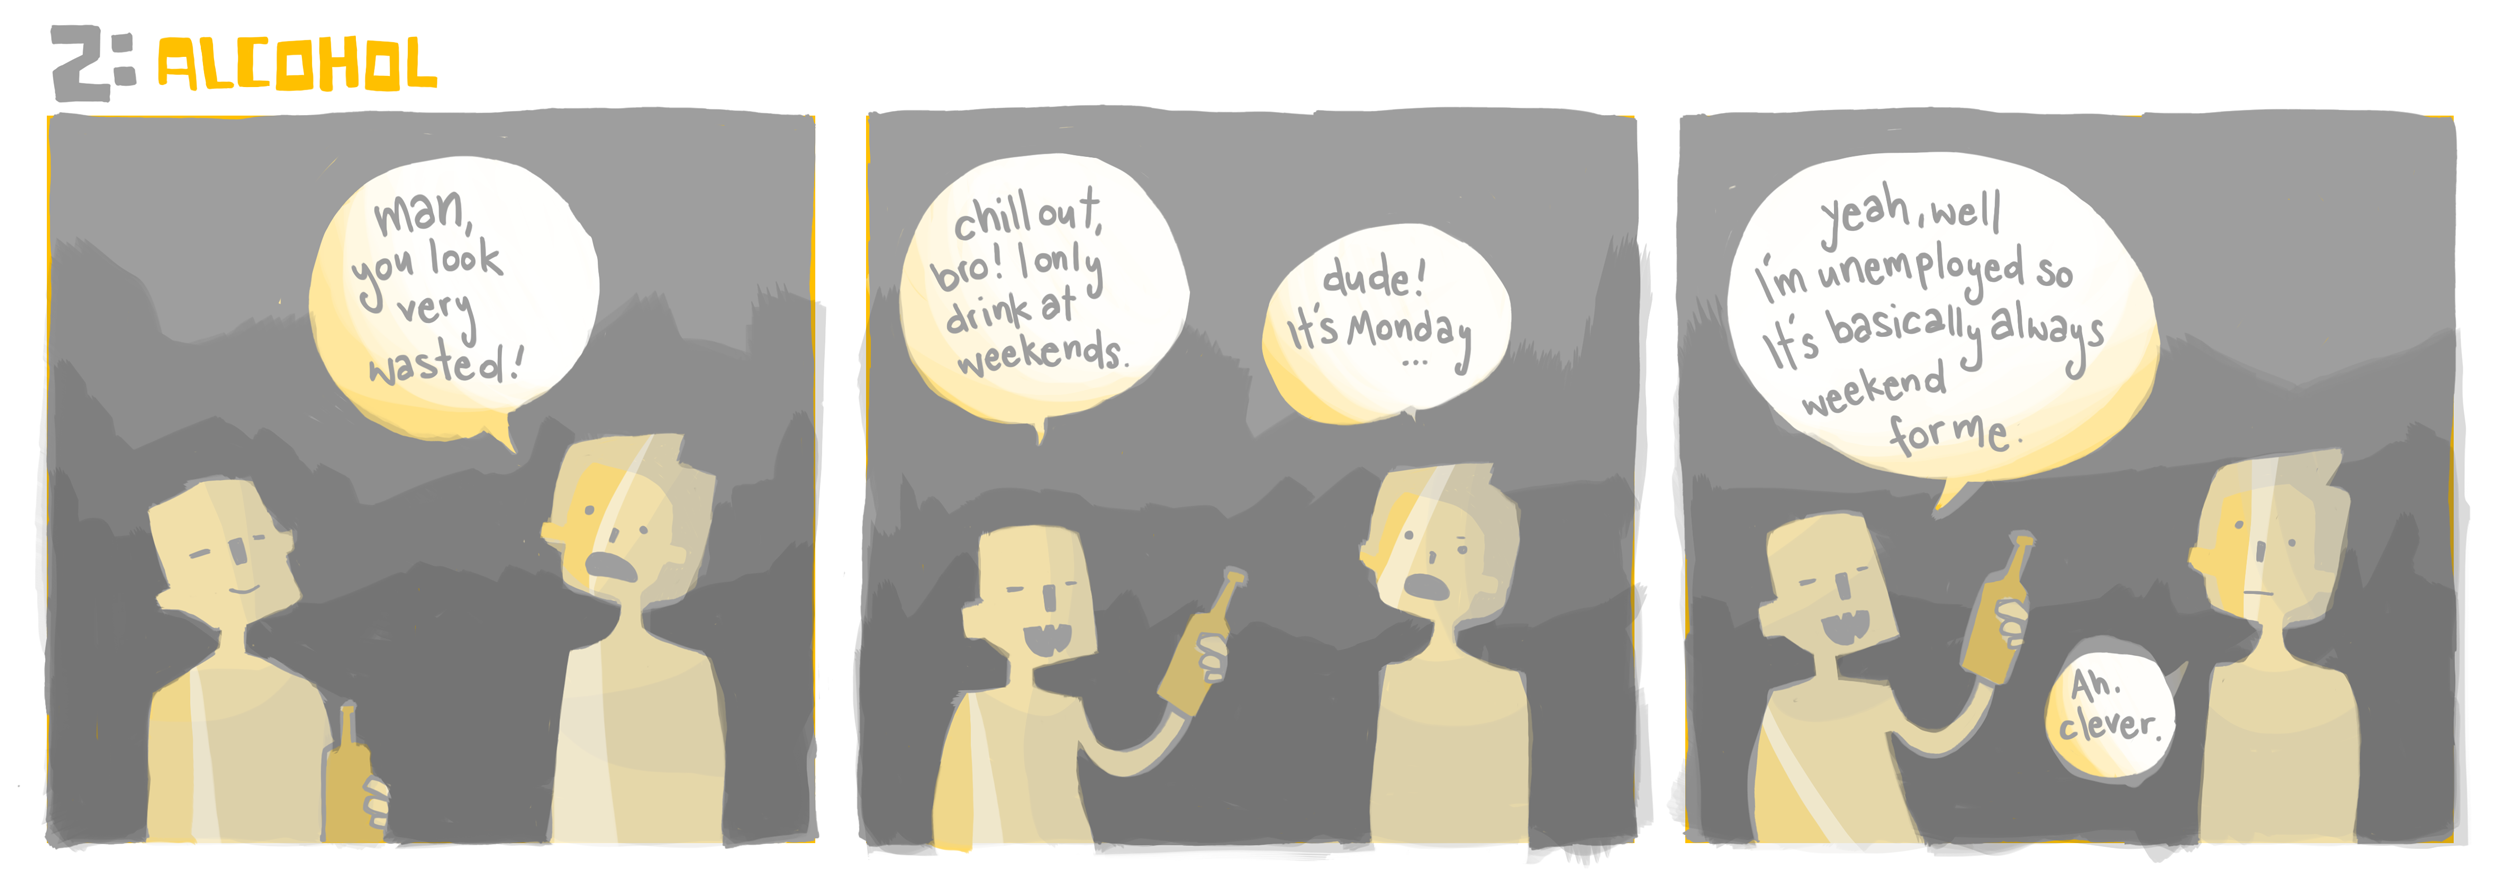 2: ALCOHOL
Man,
you look
very
wasted!
chill out,
bro! I only
drink at
weekends.
dude!
It's Monday
...
yeah, well
i'm unemployed so
it's basically always
weekend
for me.
Ah.
clever.